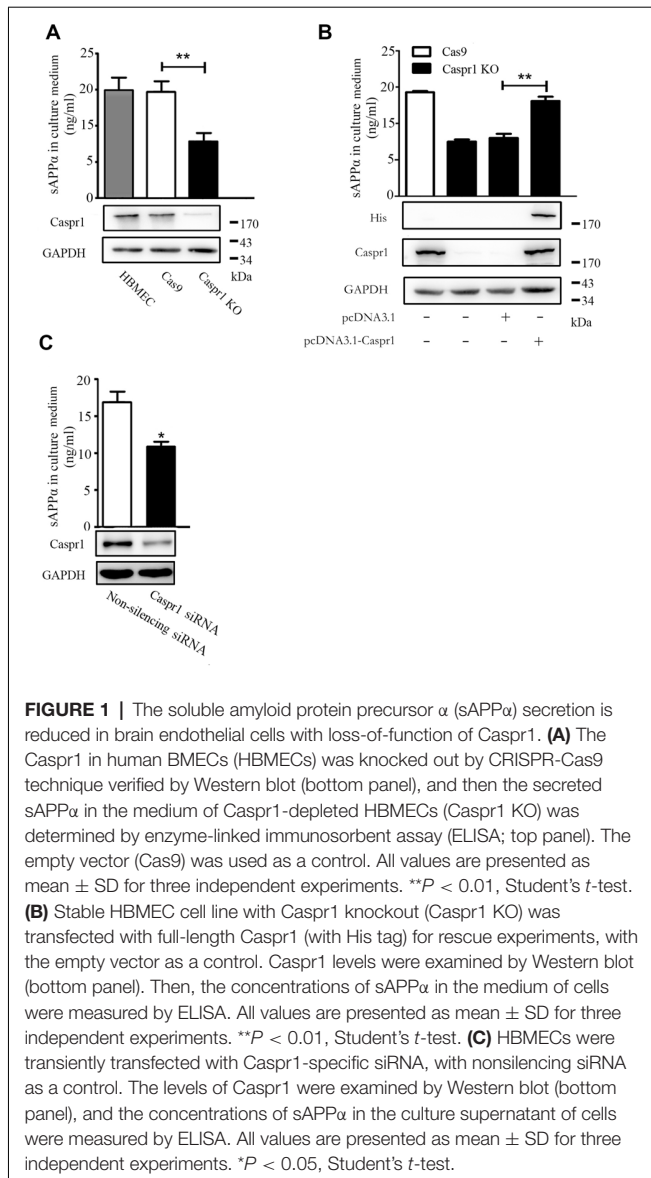 A
sAPPα in culture medium
(ng/ml)
25
20
15
10
5
0
**
Caspr1
GAPDH
170
43
34
kDa
HBMEC
Cas9
Caspr1 KO
B
Cas9
Caspr1 KO
sAPPα in culture medium
(ng/ml)
25
20
15
10
5
0
**
His
170
Caspr1
170
GAPDH
43
34
pcDNA3.1 – – + –
kDa
pcDNA3.1-Caspr1 – – – +
C
sAPPα in culture medium
(ng/ml)
20
15
10
5
0
*
Caspr1
GAPDH
Non-silencing siRNA
Caspr1 siRNA
FIGURE 1 | The soluble amyloid protein precursor α (sAPPα) secretion is
reduced in brain endothelial cells with loss-of-function of Caspr1. (A) The
Caspr1 in human BMECs (HBMECs) was knocked out by CRISPR-Cas9
technique verified by Western blot (bottom panel), and then the secreted
sAPPα in the medium of Caspr1-depleted HBMECs (Caspr1 KO) was
determined by enzyme-linked immunosorbent assay (ELISA; top panel). The
empty vector (Cas9) was used as a control. All values are presented as
mean ± SD for three independent experiments. **P < 0.01, Student's t-test.
(B) Stable HBMEC cell line with Caspr1 knockout (Caspr1 KO) was
transfected with full-length Caspr1 (with His tag) for rescue experiments, with
the empty vector as a control. Caspr1 levels were examined by Western blot
(bottom panel). Then, the concentrations of sAPPα in the medium of cells
were measured by ELISA. All values are presented as mean ± SD for three
independent experiments. **P < 0.01, Student's t-test. (C) HBMECs were
transiently transfected with Caspr1-specific siRNA, with nonsilencing siRNA
as a control. The levels of Caspr1 were examined by Western blot (bottom
panel), and the concentrations of sAPPα in the culture supernatant of cells
were measured by ELISA. All values are presented as mean ± SD for three
independent experiments. *P < 0.05, Student's t-test.